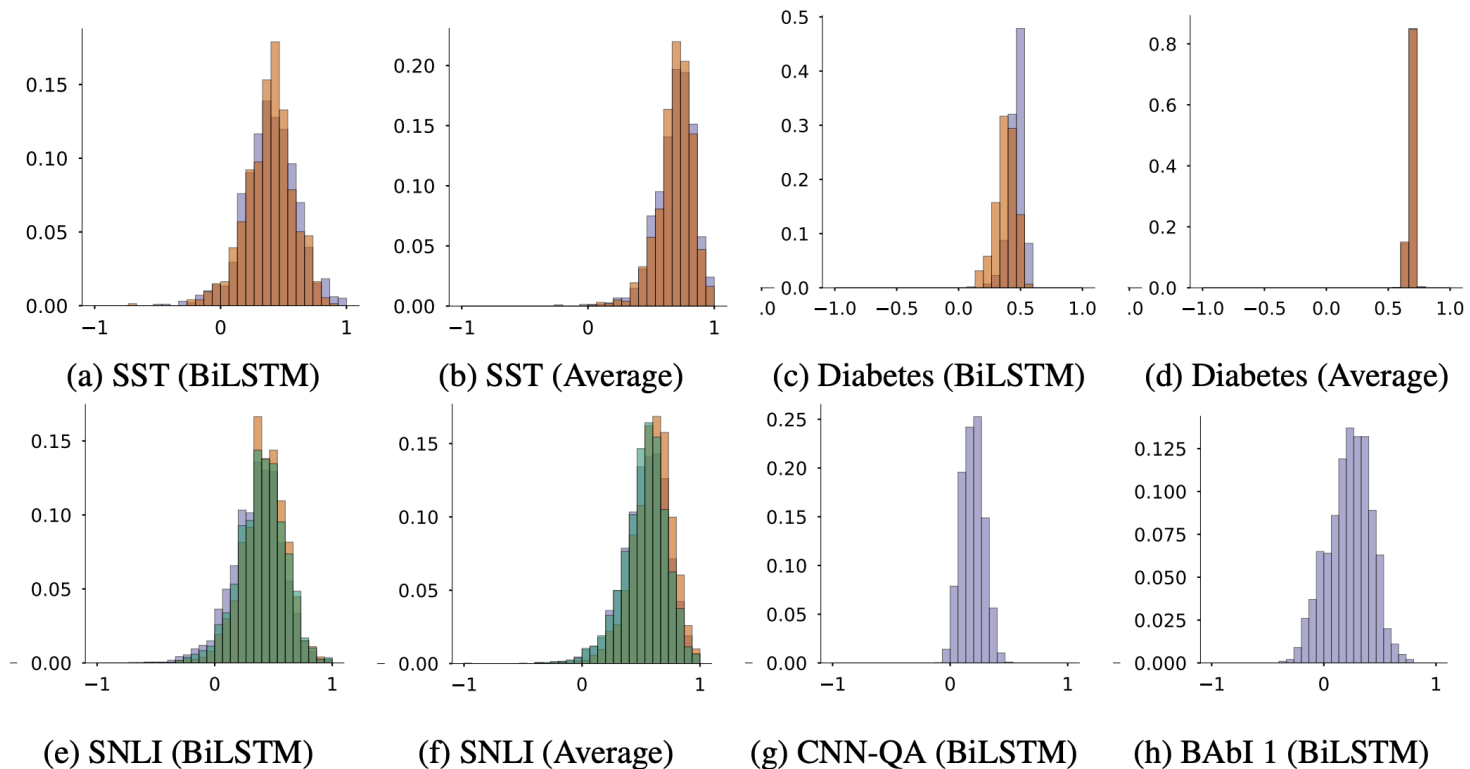 0.15
0.10
0.05
0.00
−1 0 1
(a) SST (BiLSTM)
0.20
0.15
0.10
0.05
0.00
−1 0 1
(b) SST (Average)
0.5
0.4
0.3
0.2
0.1
0.0
.0 −0.5 0.0 0.5 1.0
(c) Diabetes (BiLSTM)
0.8
0.6
0.4
0.2
0.0
.0 −0.5 0.0 0.5 1.0
(d) Diabetes (Average)
0.15
0.10
0.05
0.00
−1 0 1
(e) SNLI (BiLSTM)
0.15
0.10
0.05
0.00
−1 0 1
(f) SNLI (Average)
0.25
0.20
0.15
0.10
0.05
0.00
−1 0 1
(g) CNN-QA (BiLSTM)
0.125
0.100
0.075
0.050
0.025
0.000
−1 0 1
(h) BAbI 1 (BiLSTM)